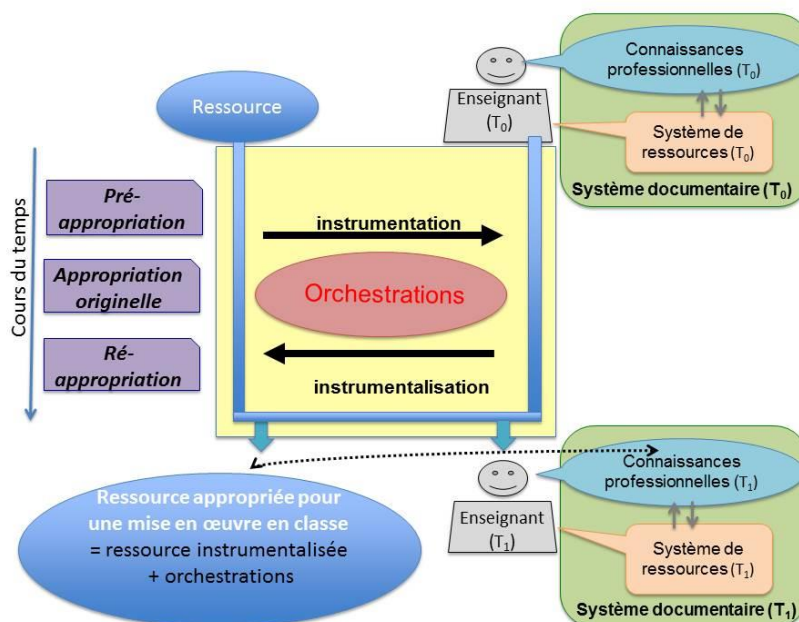 Connaissances
professionnelles (T0)
Ressource
Enseignant
(T0)
Système de
ressources (T0)
Système documentaire (T0)
Cours du temps
Pré-
appropriation
instrumentation
Appropriation
originelle
Orchestrations
Ré-
appropriation
instrumentalisation
Connaissances
professionnelles (T1)
Ressource appropriée pour
une mise en œuvre en classe
= ressource instrumentalisée
+ orchestrations
Enseignant
(T1)
Système de
ressources (T1)
Système documentaire (T1)